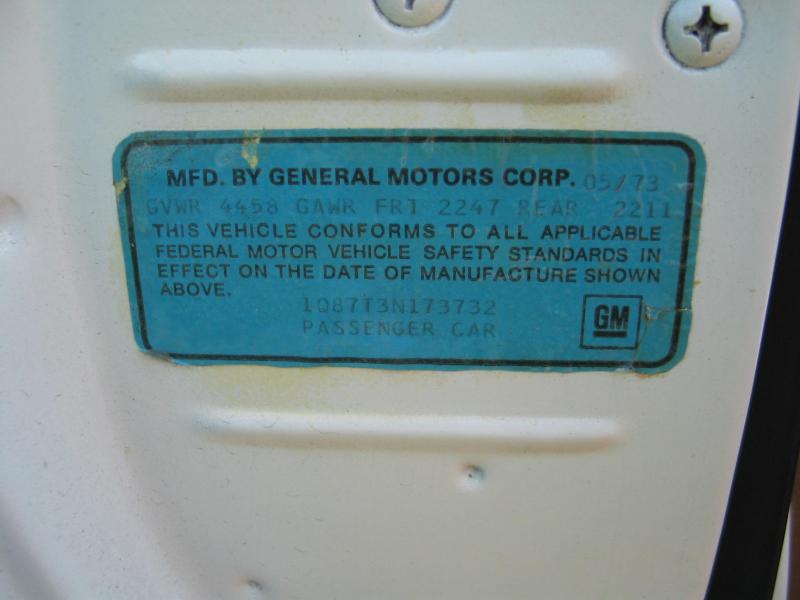 MFD. BY GENERAL MOTORS CORP. 05/73
GVWR 4458 GAWR FRT 2247 REAR 2211
THIS VEHICLE CONFORMS TO ALL APPLICABLE
FEDERAL MOTOR VEHICLE SAFETY STANDARDS IN
EFFECT ON THE DATE OF MANUFACTURE SHOWN
ABOVE.
1Q87T3N173732
PASSENGER CAR
GM